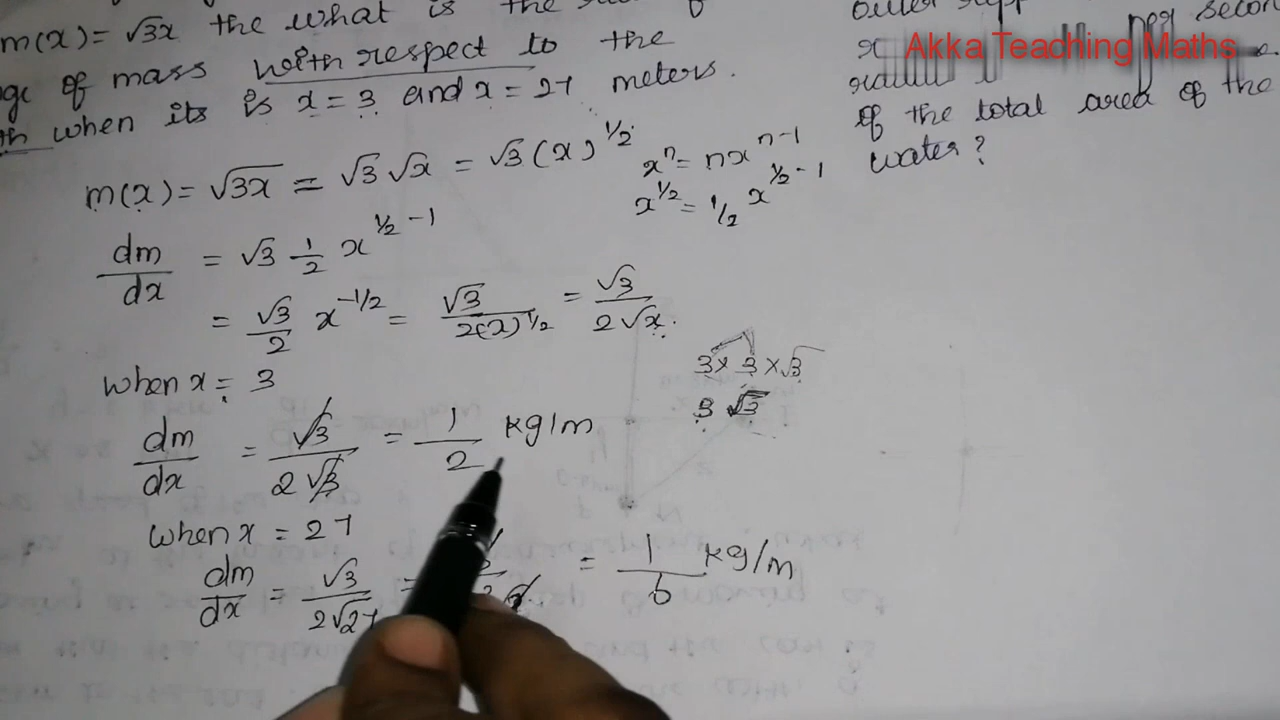 m(x) = √3x the what is the
of mass with respect to the
when its is x = 3 and x = 27 meters.
m(x) = √3x = √3 √x = √3 (x)^1/2
x^n = nx^n-1
x^1/2 = 1/2 x^1/2-1
dm/dx = √3 1/2 x^1/2-1
= √3/2 x^-1/2 = √3/2(x)^1/2 = √3/2√x.
when x = 3
3 x 3 x √3
3 √3
dm/dx = √3/2√3 = 1/2 kg/m
when x = 27
dm/dx = √3/2√27 = = 1/6 kg/m
Akka Teaching Maths
of the total area of the
water?